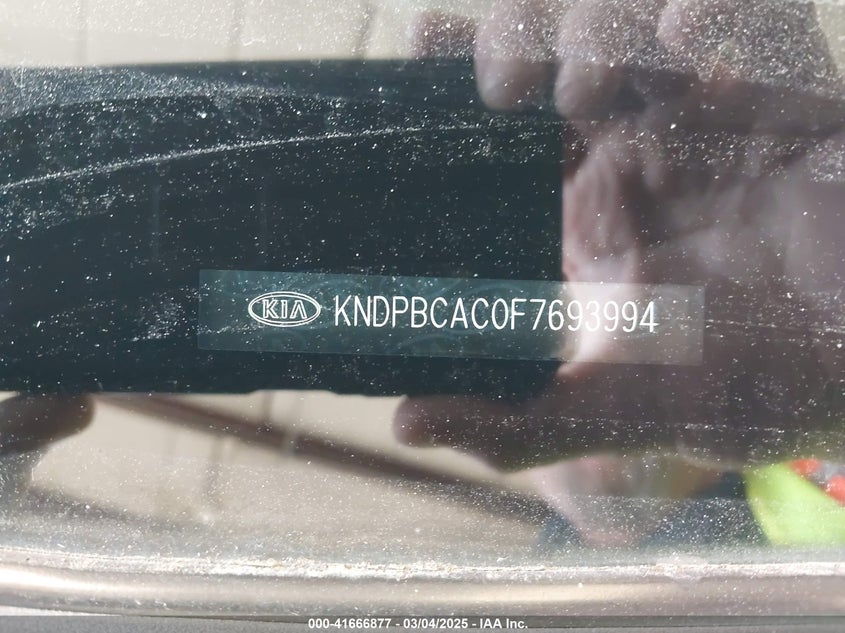 KIA KNDPBCAC0F7693994
000-41666877 - 03/04/2025 - IAA Inc.